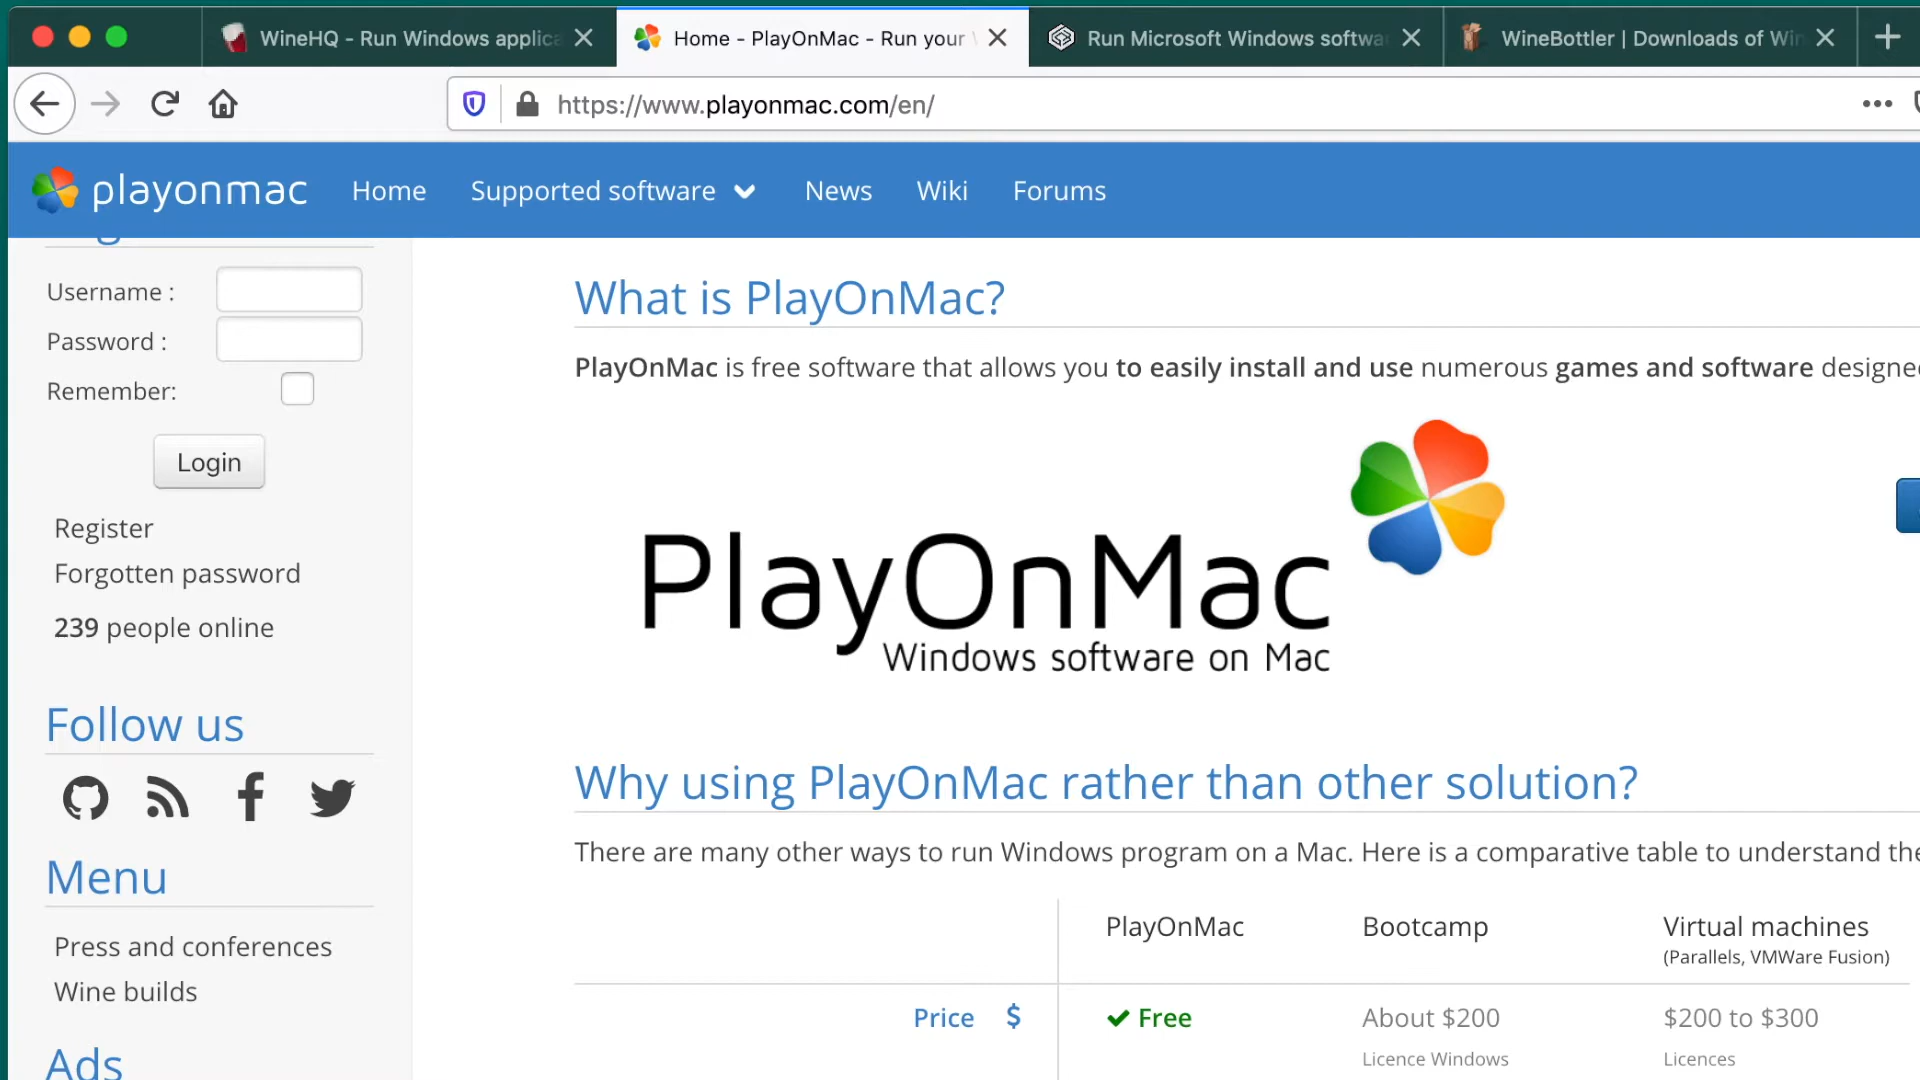 WineHQ - Run Windows applica
Home - PlayOnMac - Run your
Run Microsoft Windows softwa
WineBottler | Downloads of Win
https://www.playonmac.com/en/
playonmac
Home
Supported software
News
Wiki
Forums
Username :
Password :
Remember:
Login
Register
Forgotten password
239 people online
Follow us
Menu
Press and conferences
Wine builds
Ads
What is PlayOnMac?
PlayOnMac is free software that allows you to easily install and use numerous games and software designe
PlayOnMac
Windows software on Mac
Why using PlayOnMac rather than other solution?
There are many other ways to run Windows program on a Mac. Here is a comparative table to understand the
PlayOnMac
Bootcamp
Virtual machines
(Parallels, VMWare Fusion)
Price $
Free
About $200
$200 to $300
Licence Windows
Licences